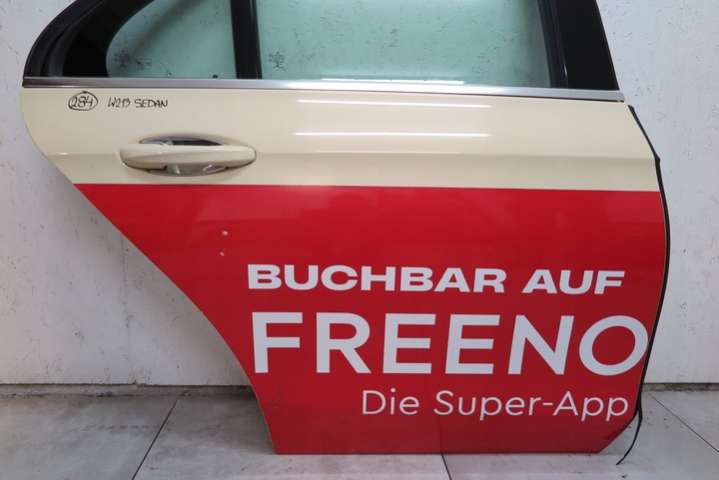 284 W213 SEDAN
BUCHBAR AUF
FREENO
Die Super-App